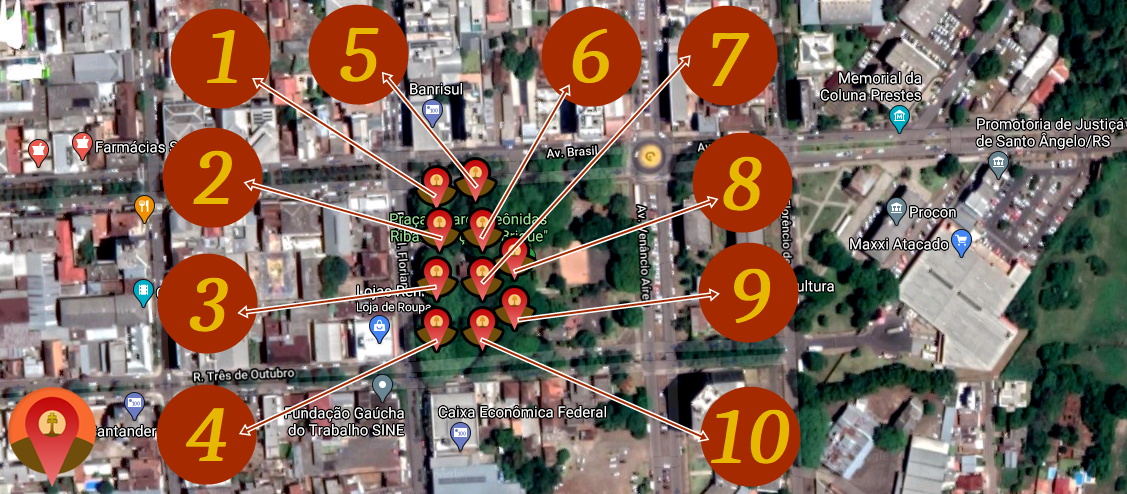 1
5
6
7
Banrisul
Memorial da
Coluna Prestes
Promotoria de Justiça
de Santo Ângelo/RS
Farmácias S
Av. Brasil
Av.
2
8
Procon
Maxxi Atacado
Av. Venâncio Aires
Loja de Roupa
ultura
3
9
R. Três de Outubro
Fundação Gaúcha
do Trabalho SINE
Caixa Econômica Federal
antander
4
10